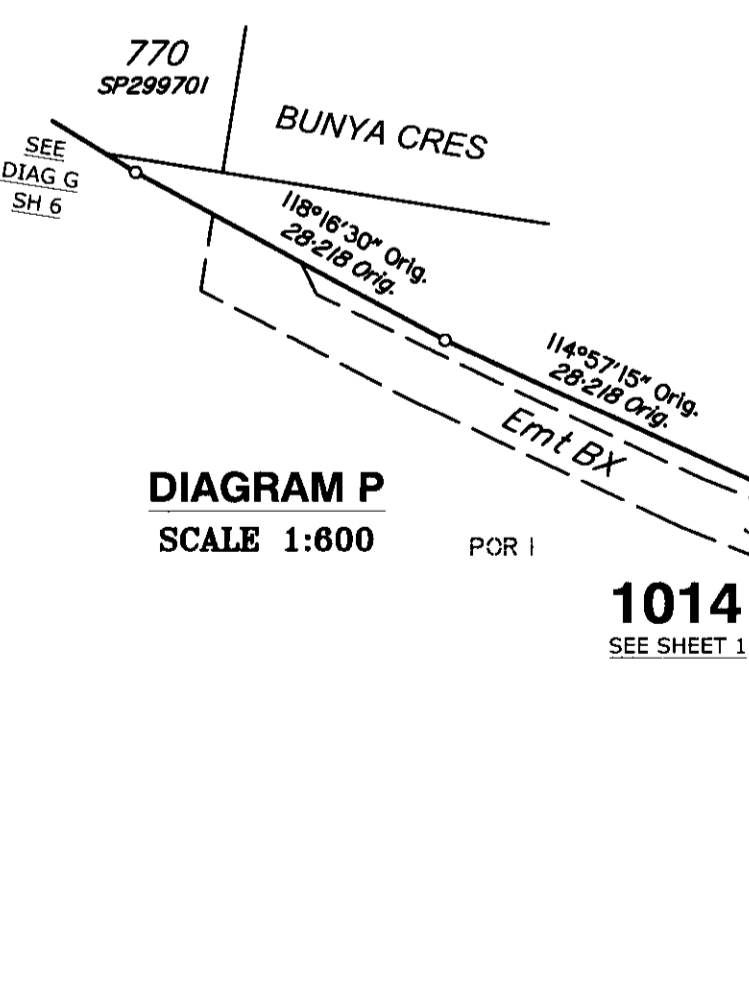 770
SP299701
BUNYA CRES
SEE
DIAG G
SH 6
118°16'30" Orig.
28·218 Orig.
114°57'15" Orig.
28·218 Orig.
Emt BX
DIAGRAM P
SCALE 1:600
POR 1
1014
SEE SHEET 1